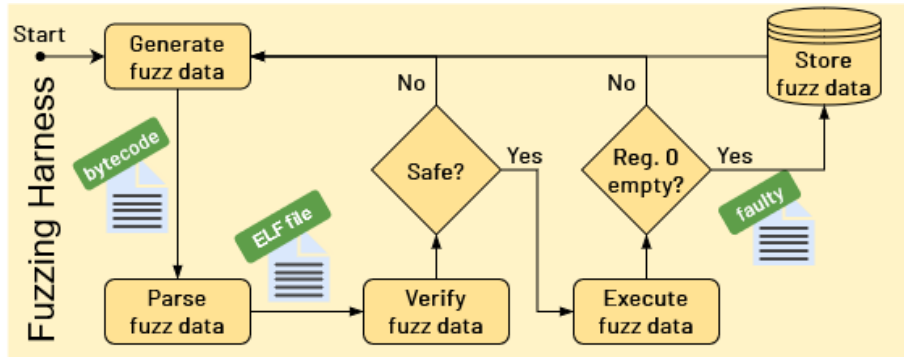 Start
Fuzzing Harness
Generate
fuzz data
bytecode
Parse
fuzz data
ELF file
Verify
fuzz data
Safe?
No
Yes
Execute
fuzz data
Reg. 0
empty?
No
Yes
faulty
Store
fuzz data